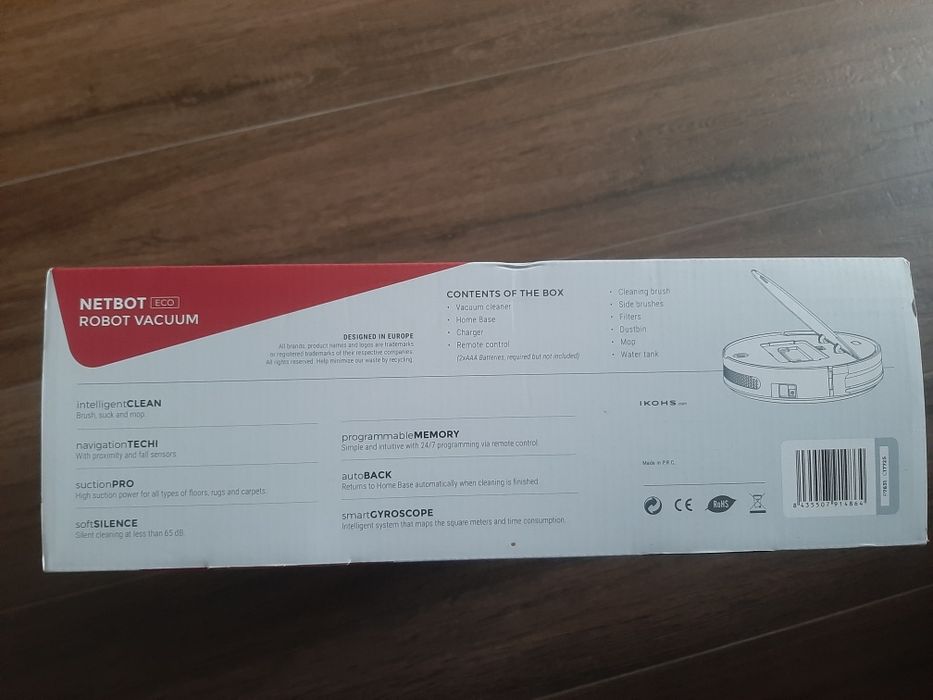 NETBOT ECO
ROBOT VACUUM
DESIGNED IN EUROPE
All brands, product names and logos are trademarks
or registered trademarks of their respective companies.
All rights reserved. Help minimize our waste by recycling.
CONTENTS OF THE BOX
• Vacuum cleaner
• Home Base
• Charger
• Remote control
(2xAAA Batteries, required but not included)
• Cleaning brush
• Side brushes
• Filters
• Dustbin
• Mop
• Water tank
intelligentCLEAN
Brush, suck and mop.
navigationTECHI
With proximity and fall sensors.
suctionPRO
High suction power for all types of floors, rugs and carpets.
softSILENCE
Silent cleaning at less than 65 dB.
programmableMEMORY
Simple and intuitive with 24/7 programming via remote control.
autoBACK
Returns to Home Base automatically when cleaning is finished.
smartGYROSCOPE
Intelligent system that maps the square meters and time consumption.
IKOHS.com
Made in P.R.C.
CE
RoHS
8 435507 914864